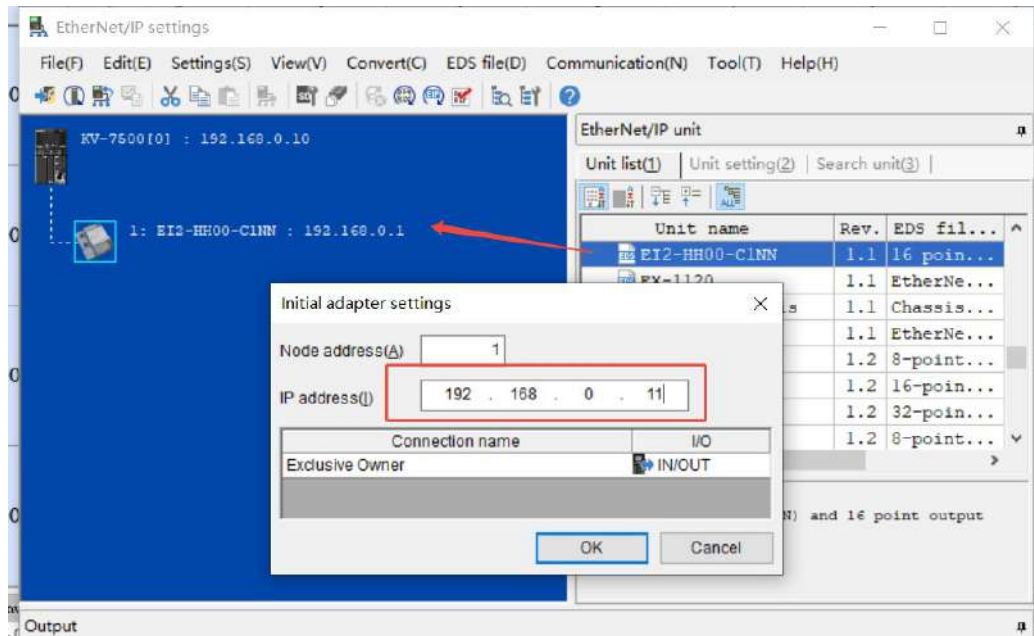 EtherNet/IP settings
File(F) Edit(E) Settings(S) View(V) Convert(C) EDS file(D) Communication(N) Tool(T) Help(H)
KV-7500[0] : 192.168.0.10
1: EI2-HH00-C1NN : 192.168.0.1
EtherNet/IP unit
Unit list(1) Unit setting(2) Search unit(3)
Unit name Rev. EDS fil...
EI2-HH00-C1NN 1.1 16 poin...
EX-1120 1.1 EtherNe...
s 1.1 Chassis...
1.1 EtherNe...
1.2 8-point...
1.2 16-poin...
1.2 32-poin...
1.2 8-point...
N) and 16 point output
Initial adapter settings
Node address(A) 1
IP address(I) 192 . 168 . 0 . 11
Connection name I/O
Exclusive Owner IN/OUT
OK Cancel
Output